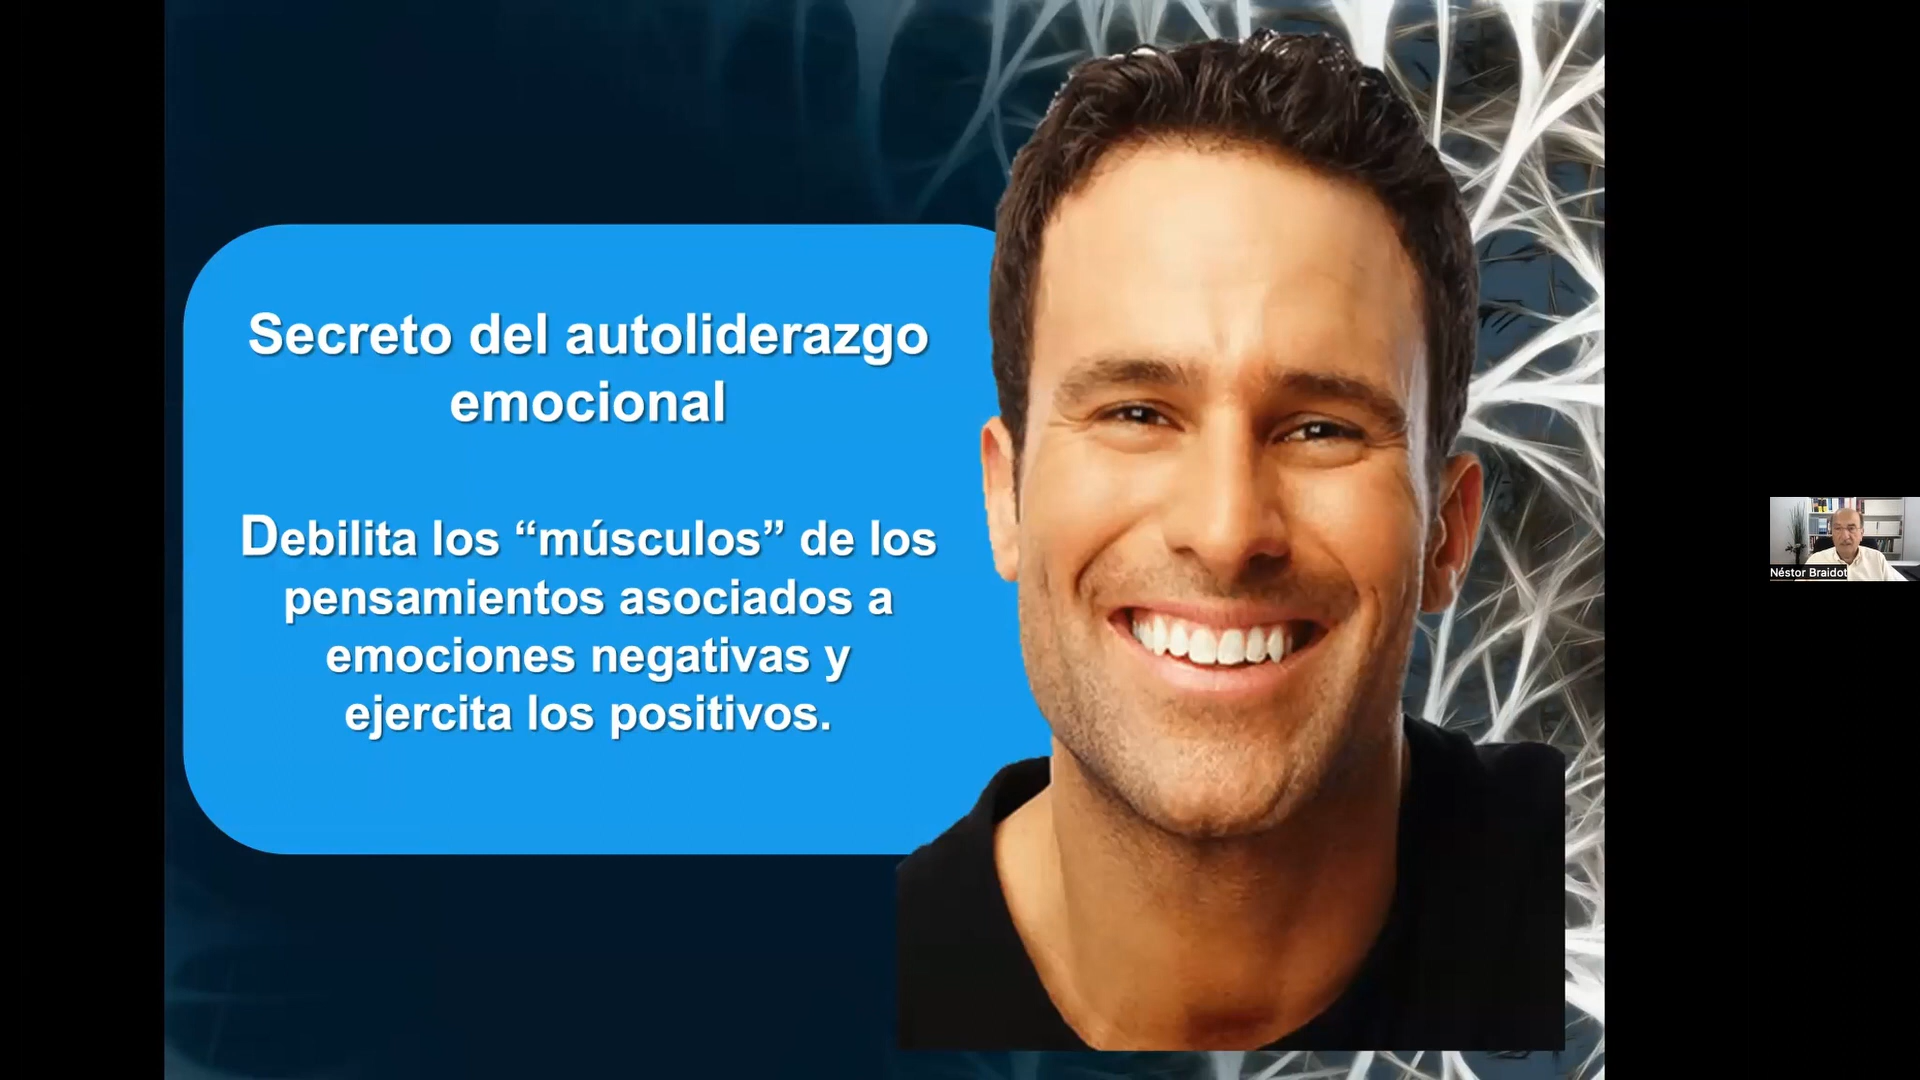 Secreto del autoliderazgo
emocional
Debilita los “músculos” de los
pensamientos asociados a
emociones negativas y
ejercita los positivos.
Néstor Braidot